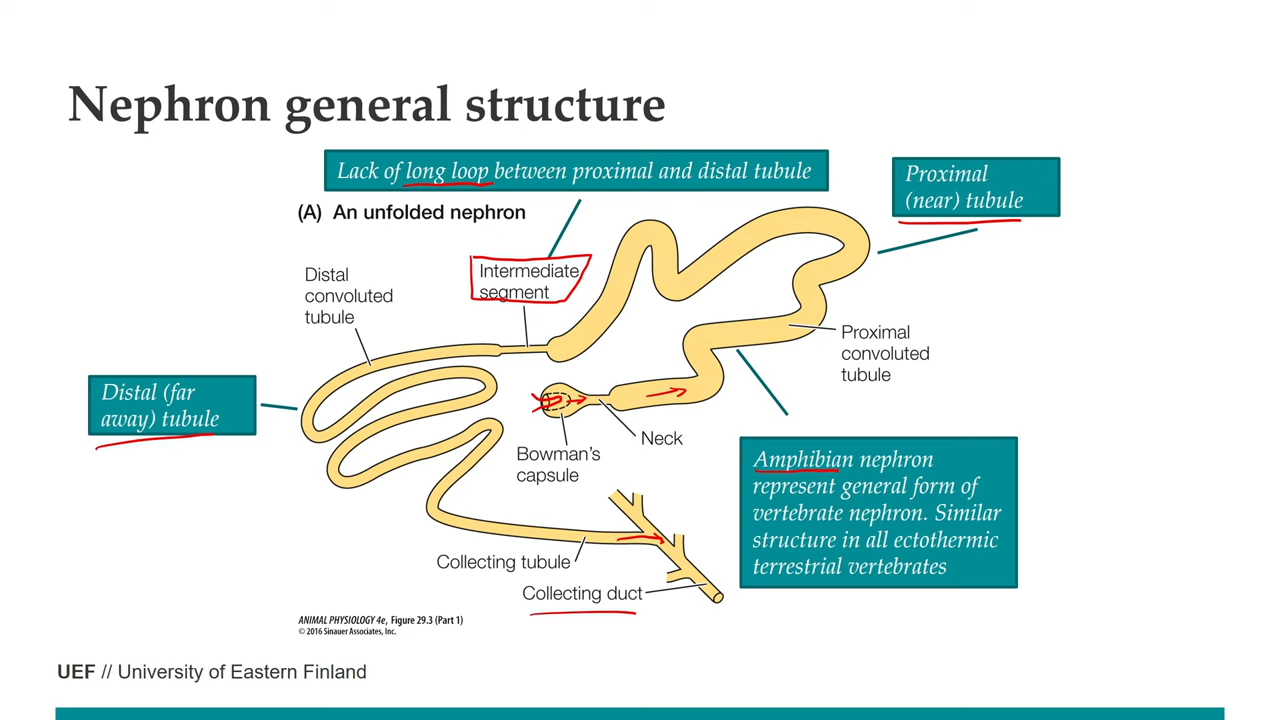 Nephron general structure
Lack of long loop between proximal and distal tubule
Proximal
(near) tubule
(A) An unfolded nephron
Intermediate
segment
Distal
convoluted
tubule
Proximal
convoluted
tubule
Distal (far
away) tubule
Neck
Bowman's
capsule
Amphibian nephron
represent general form of
vertebrate nephron. Similar
structure in all ectothermic
terrestrial vertebrates
Collecting tubule
Collecting duct
ANIMAL PHYSIOLOGY 4e, Figure 29.3 (Part 1)
© 2016 Sinauer Associates, Inc.
UEF // University of Eastern Finland